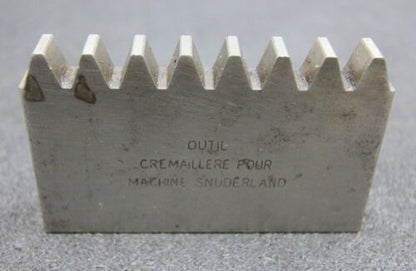 OUTIL
CREMAILLERE POUR
MACHINE SNUDERLAND